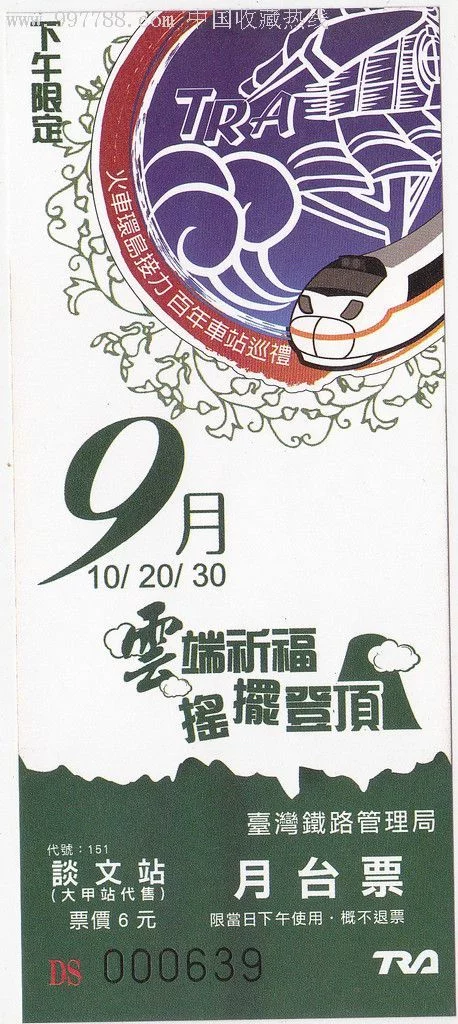 www.997788.com 中国收藏热线
下午限定
TRA
火車環島接力 百年車站巡禮
9月
10/ 20/ 30
雲端祈福
搖擺登頂
臺灣鐵路管理局
代號：151
談文站
(大甲站代售)
票價 6 元
月台票
限當日下午使用・概不退票
DS 000639
TRA